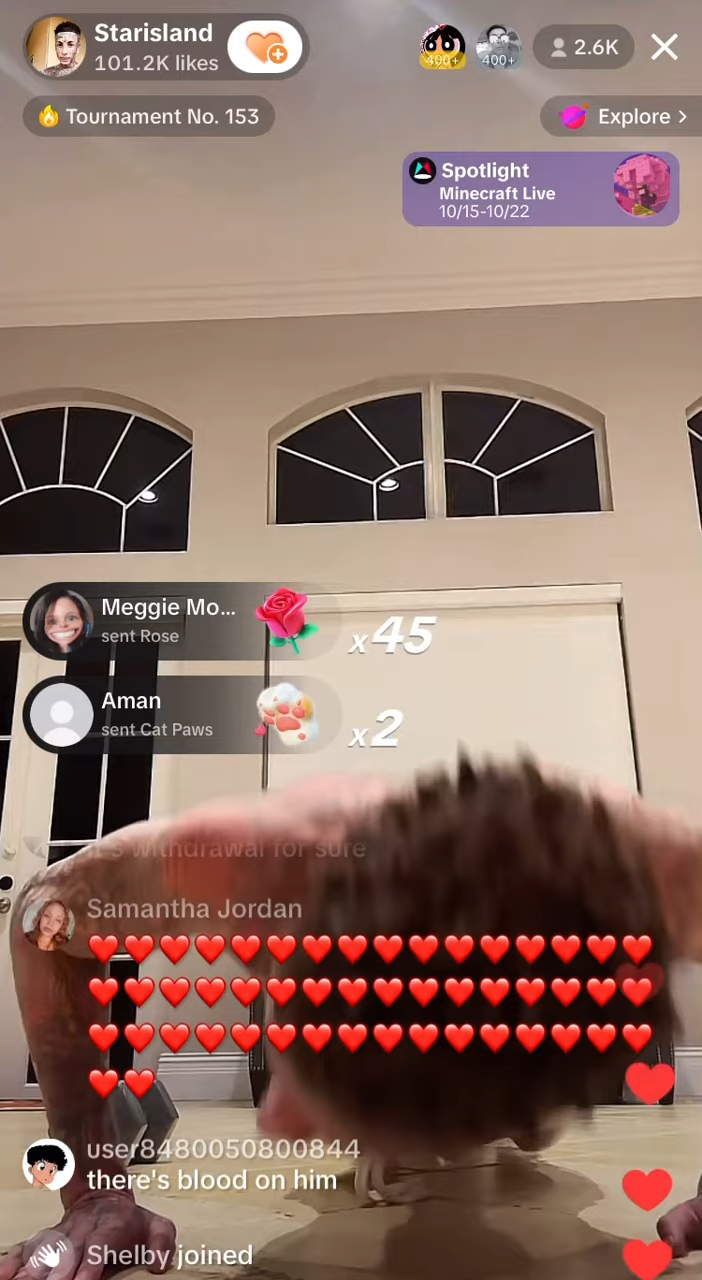 Starisland
101.2K likes
400+
400+
2.6K
Tournament No. 153
Explore
Spotlight
Minecraft Live
10/15-10/22
Meggie Mo...
sent Rose
x45
Aman
sent Cat Paws
x2
withdrawal for sure
Samantha Jordan
user8480050800844
there's blood on him
Shelby joined